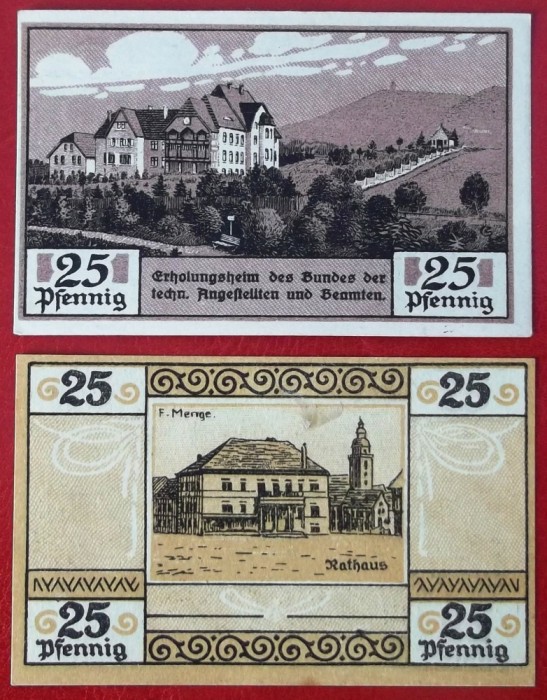 25
Pfennig
Erholungsheim des Bundes der
techn. Angestellten und Beamten.
25
Pfennig
25
25
F. Menge.
Rathaus
25
Pfennig
25
Pfennig